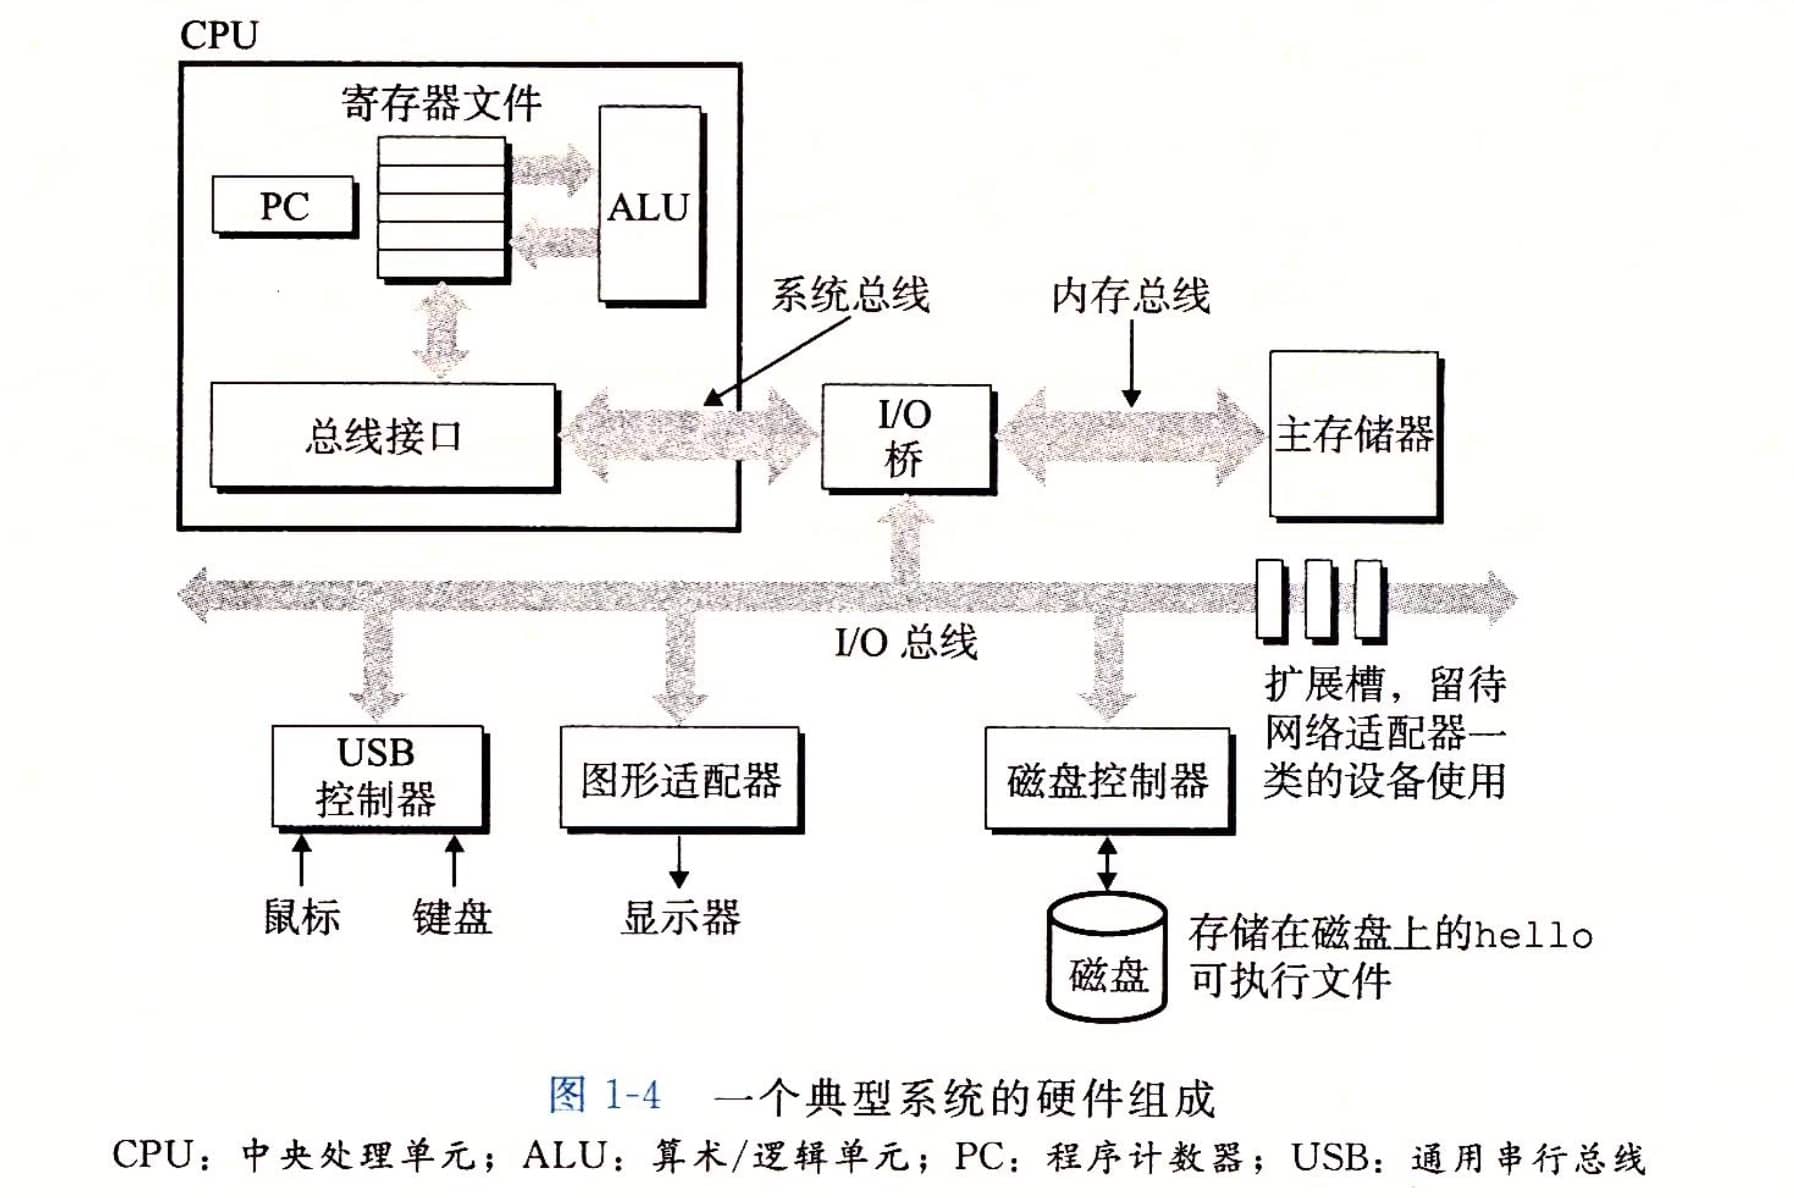 CPU
寄存器文件
PC
ALU
系统总线
内存总线
总线接口
I/O
桥
主存储器
I/O 总线
扩展槽，留待
网络适配器一
类的设备使用
USB
控制器
图形适配器
磁盘控制器
鼠标
键盘
显示器
磁盘
存储在磁盘上的hello
可执行文件
图 1-4 一个典型系统的硬件组成
CPU：中央处理单元；ALU：算术/逻辑单元；PC：程序计数器；USB：通用串行总线